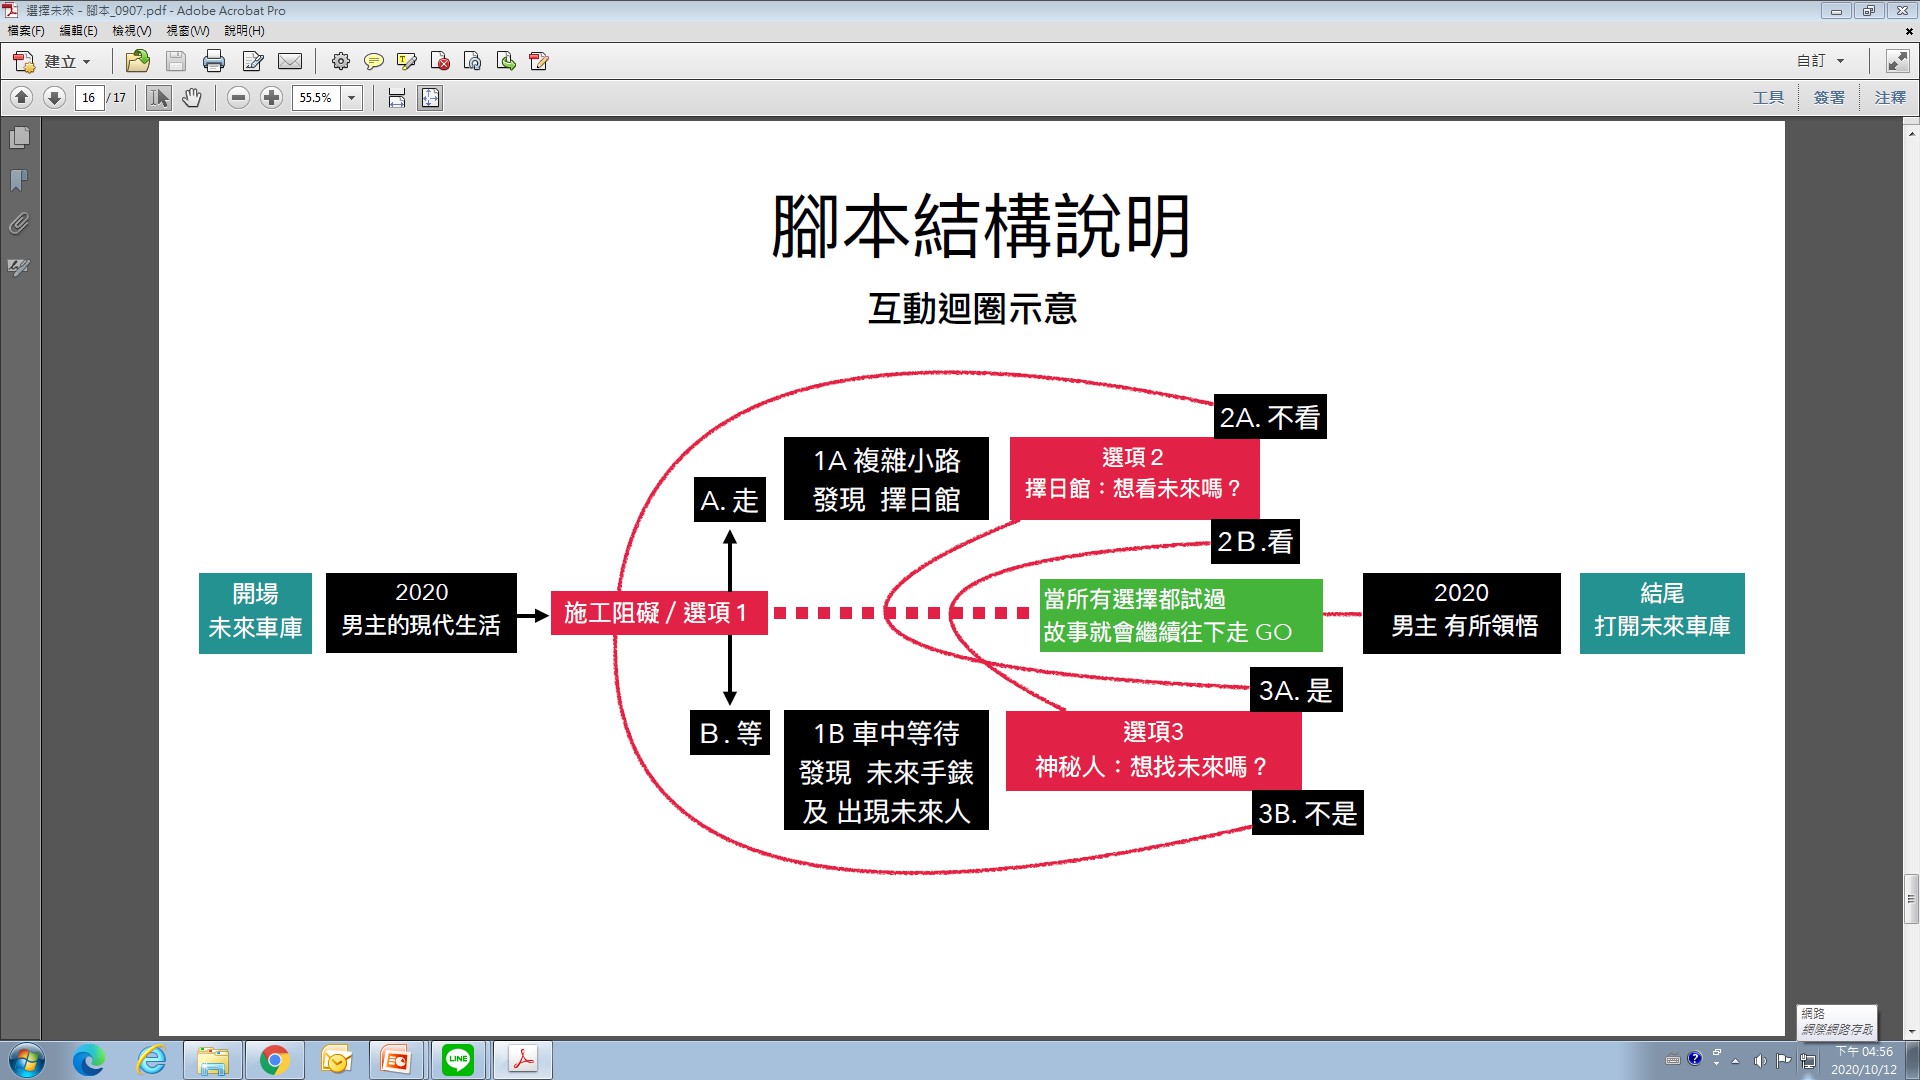 選擇未來 - 腳本_0907.pdf - Adobe Acrobat Pro
檔案(F) 編輯(E) 檢視(V) 視窗(W) 說明(H)
建立
自訂
16 / 17
55.5%
工具 簽署 注釋
腳本結構說明
互動迴圈示意
2A. 不看
1A 複雜小路
發現 擇日館
選項 2
擇日館：想看未來嗎？
A. 走
2B.看
開場
未來車庫
2020
男主的現代生活
施工阻礙 / 選項 1
當所有選擇都試過
故事就會繼續往下走 GO
2020
男主 有所領悟
結尾
打開未來車庫
3A. 是
B. 等
1B 車中等待
發現 未來手錶
及 出現未來人
選項3
神秘人：想找未來嗎？
3B. 不是
網路
網際網路存取
LINE
下午 04:56
2020/10/12